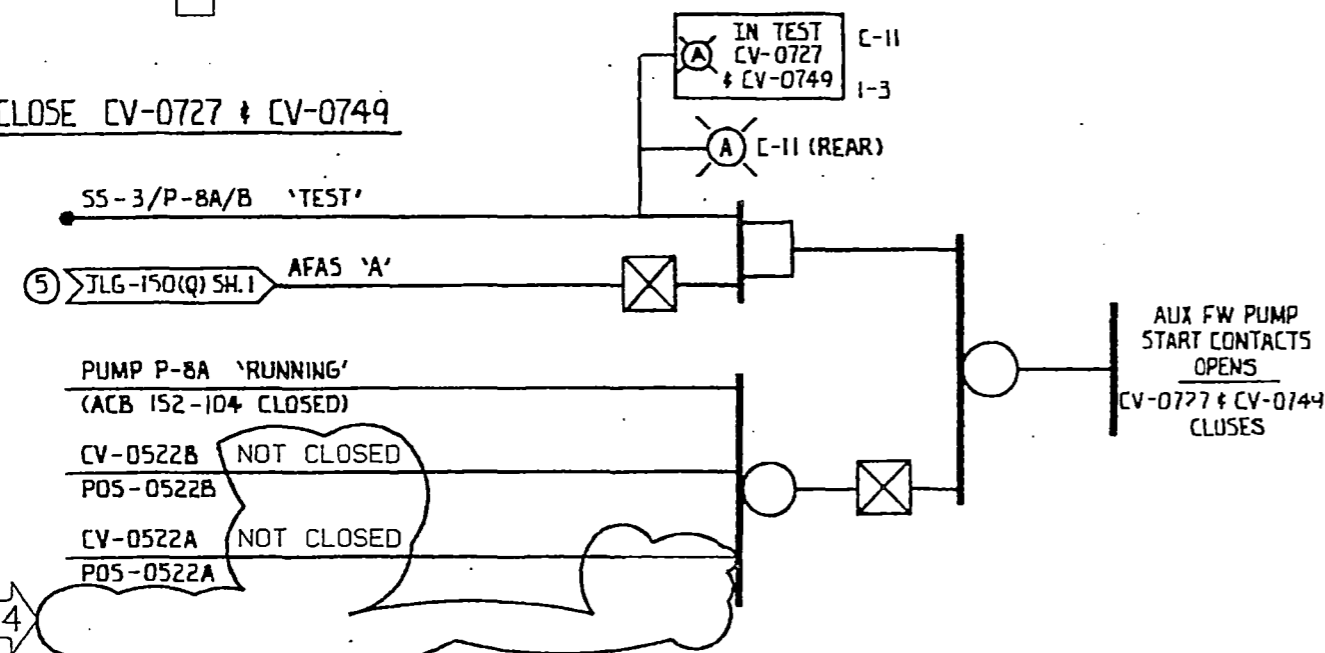 IN TEST
CV-0727
& CV-0749
C-11
1-3
A
CLOSE CV-0727 & CV-0749
A
C-11 (REAR)
SS-3/P-8A/B 'TEST'
5
JLG-150(Q) SH.1
AFAS 'A'
AUX FW PUMP
START CONTACTS
OPENS
CV-0727 & CV-0749
CLOSES
PUMP P-8A 'RUNNING'
(ACB 152-104 CLOSED)
CV-0522B NOT CLOSED
POS-0522B
CV-0522A NOT CLOSED
POS-0522A
4